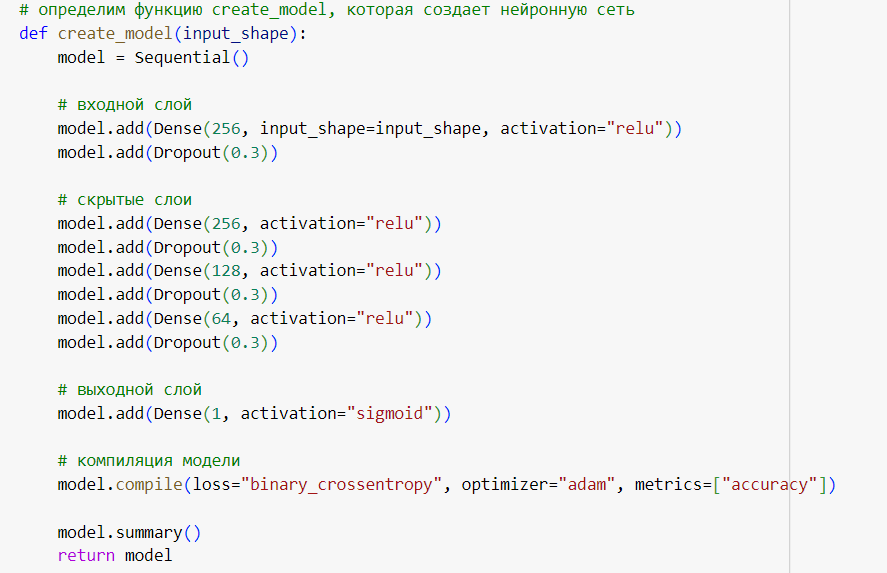 # определим функцию create_model, которая создает нейронную сеть
def create_model(input_shape):
    model = Sequential()

    # входной слой
    model.add(Dense(256, input_shape=input_shape, activation="relu"))
    model.add(Dropout(0.3))

    # скрытые слои
    model.add(Dense(256, activation="relu"))
    model.add(Dropout(0.3))
    model.add(Dense(128, activation="relu"))
    model.add(Dropout(0.3))
    model.add(Dense(64, activation="relu"))
    model.add(Dropout(0.3))

    # выходной слой
    model.add(Dense(1, activation="sigmoid"))

    # компиляция модели
    model.compile(loss="binary_crossentropy", optimizer="adam", metrics=["accuracy"])

    model.summary()
    return model